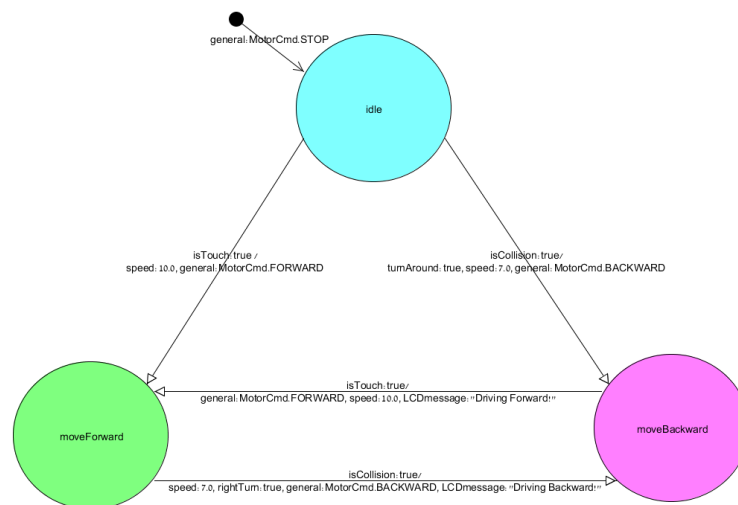 general:MotorCmd.STOP
idle
isTouch:true /
speed: 10.0, general:MotorCmd.FORWARD
isCollision:true/
turnAround: true, speed: 7.0, general: MotorCmd.BACKWARD
isTouch:true/
general:MotorCmd.FORWARD, speed: 10.0, LCDmessage: "Driving Forward!"
moveForward
moveBackward
isCollision:true/
speed: 7.0, rightTurn:true, general:MotorCmd.BACKWARD, LCDmessage: "Driving Backward!"